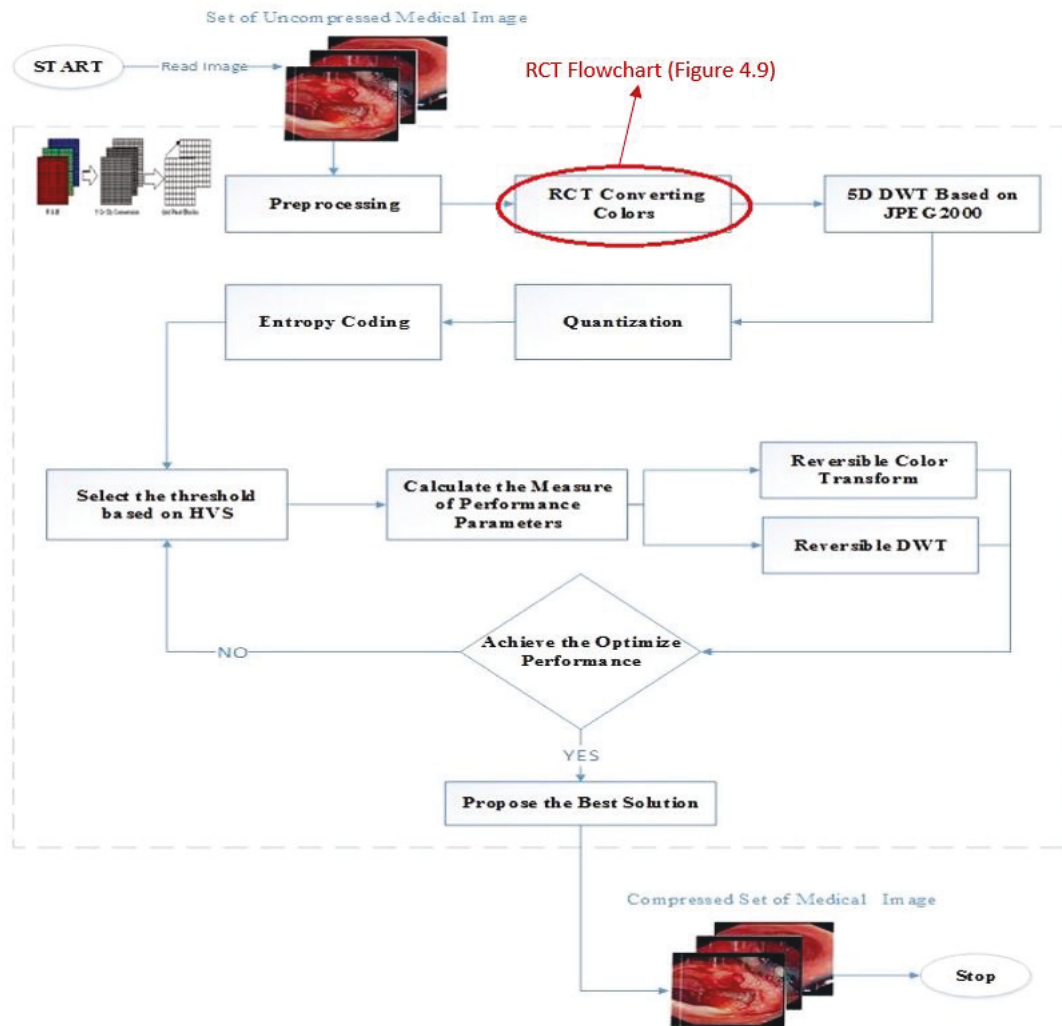 Set of Uncompressed Medical Image
START
Read Image
RCT Flowchart (Figure 4.9)
Preprocessing
RCT Converting
Colors
5D DWT Based on
JPEG2000
Entropy Coding
Quantization
Select the threshold
based on HVS
Calculate the Measure
of Performance
Parameters
Reversible Color
Transform
Reversible DWT
Achieve the Optimize
Performance
NO
YES
Propose the Best Solution
Compressed Set of Medical Image
Stop